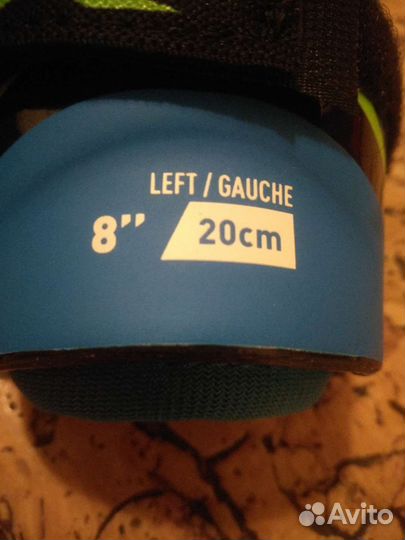 LEFT / GAUCHE
8" 20cm
Avito